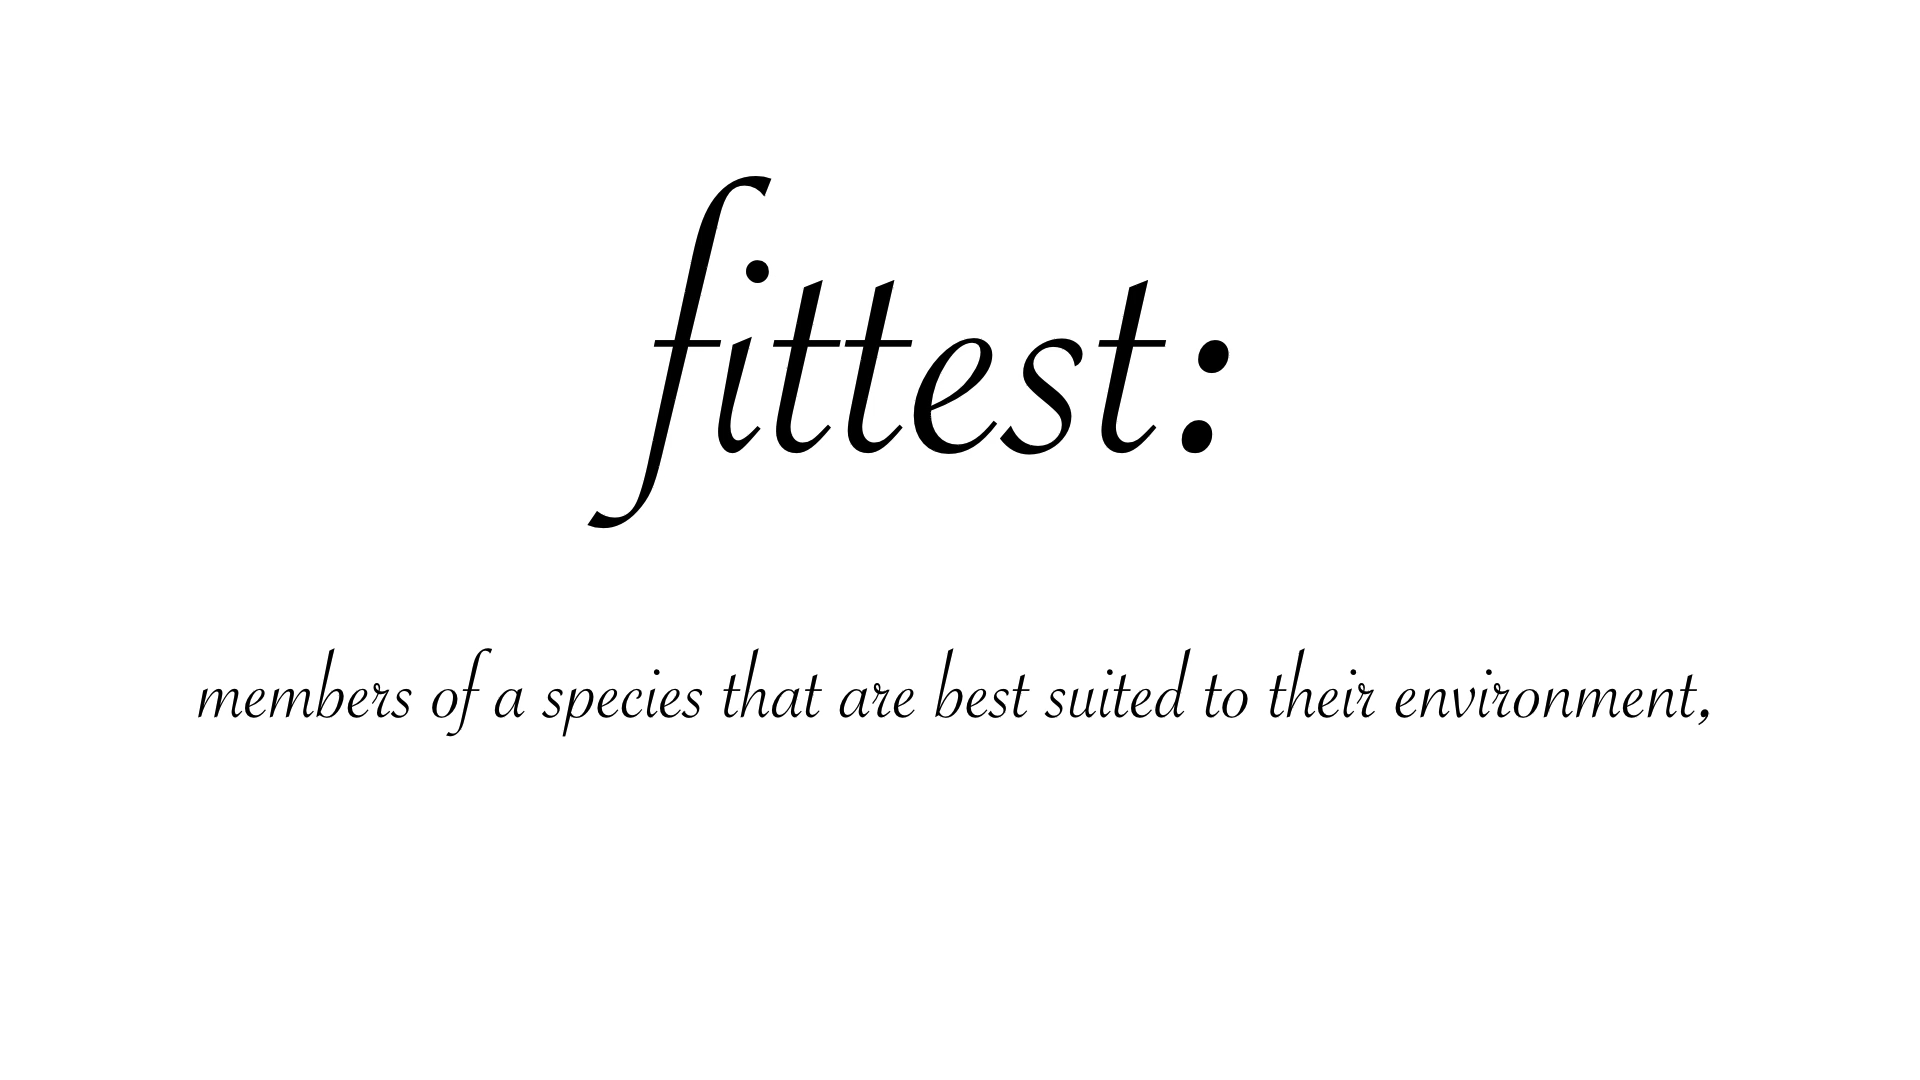 fittest:
members of a species that are best suited to their environment,